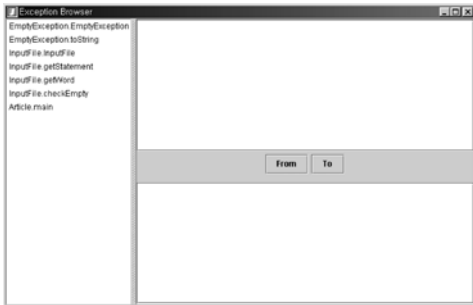 Exception Browser
EmptyException.EmptyException
EmptyException.toString
InputFile.InputFile
InputFile.getStatement
InputFile.getWord
InputFile.checkEmpty
Article.main
From To